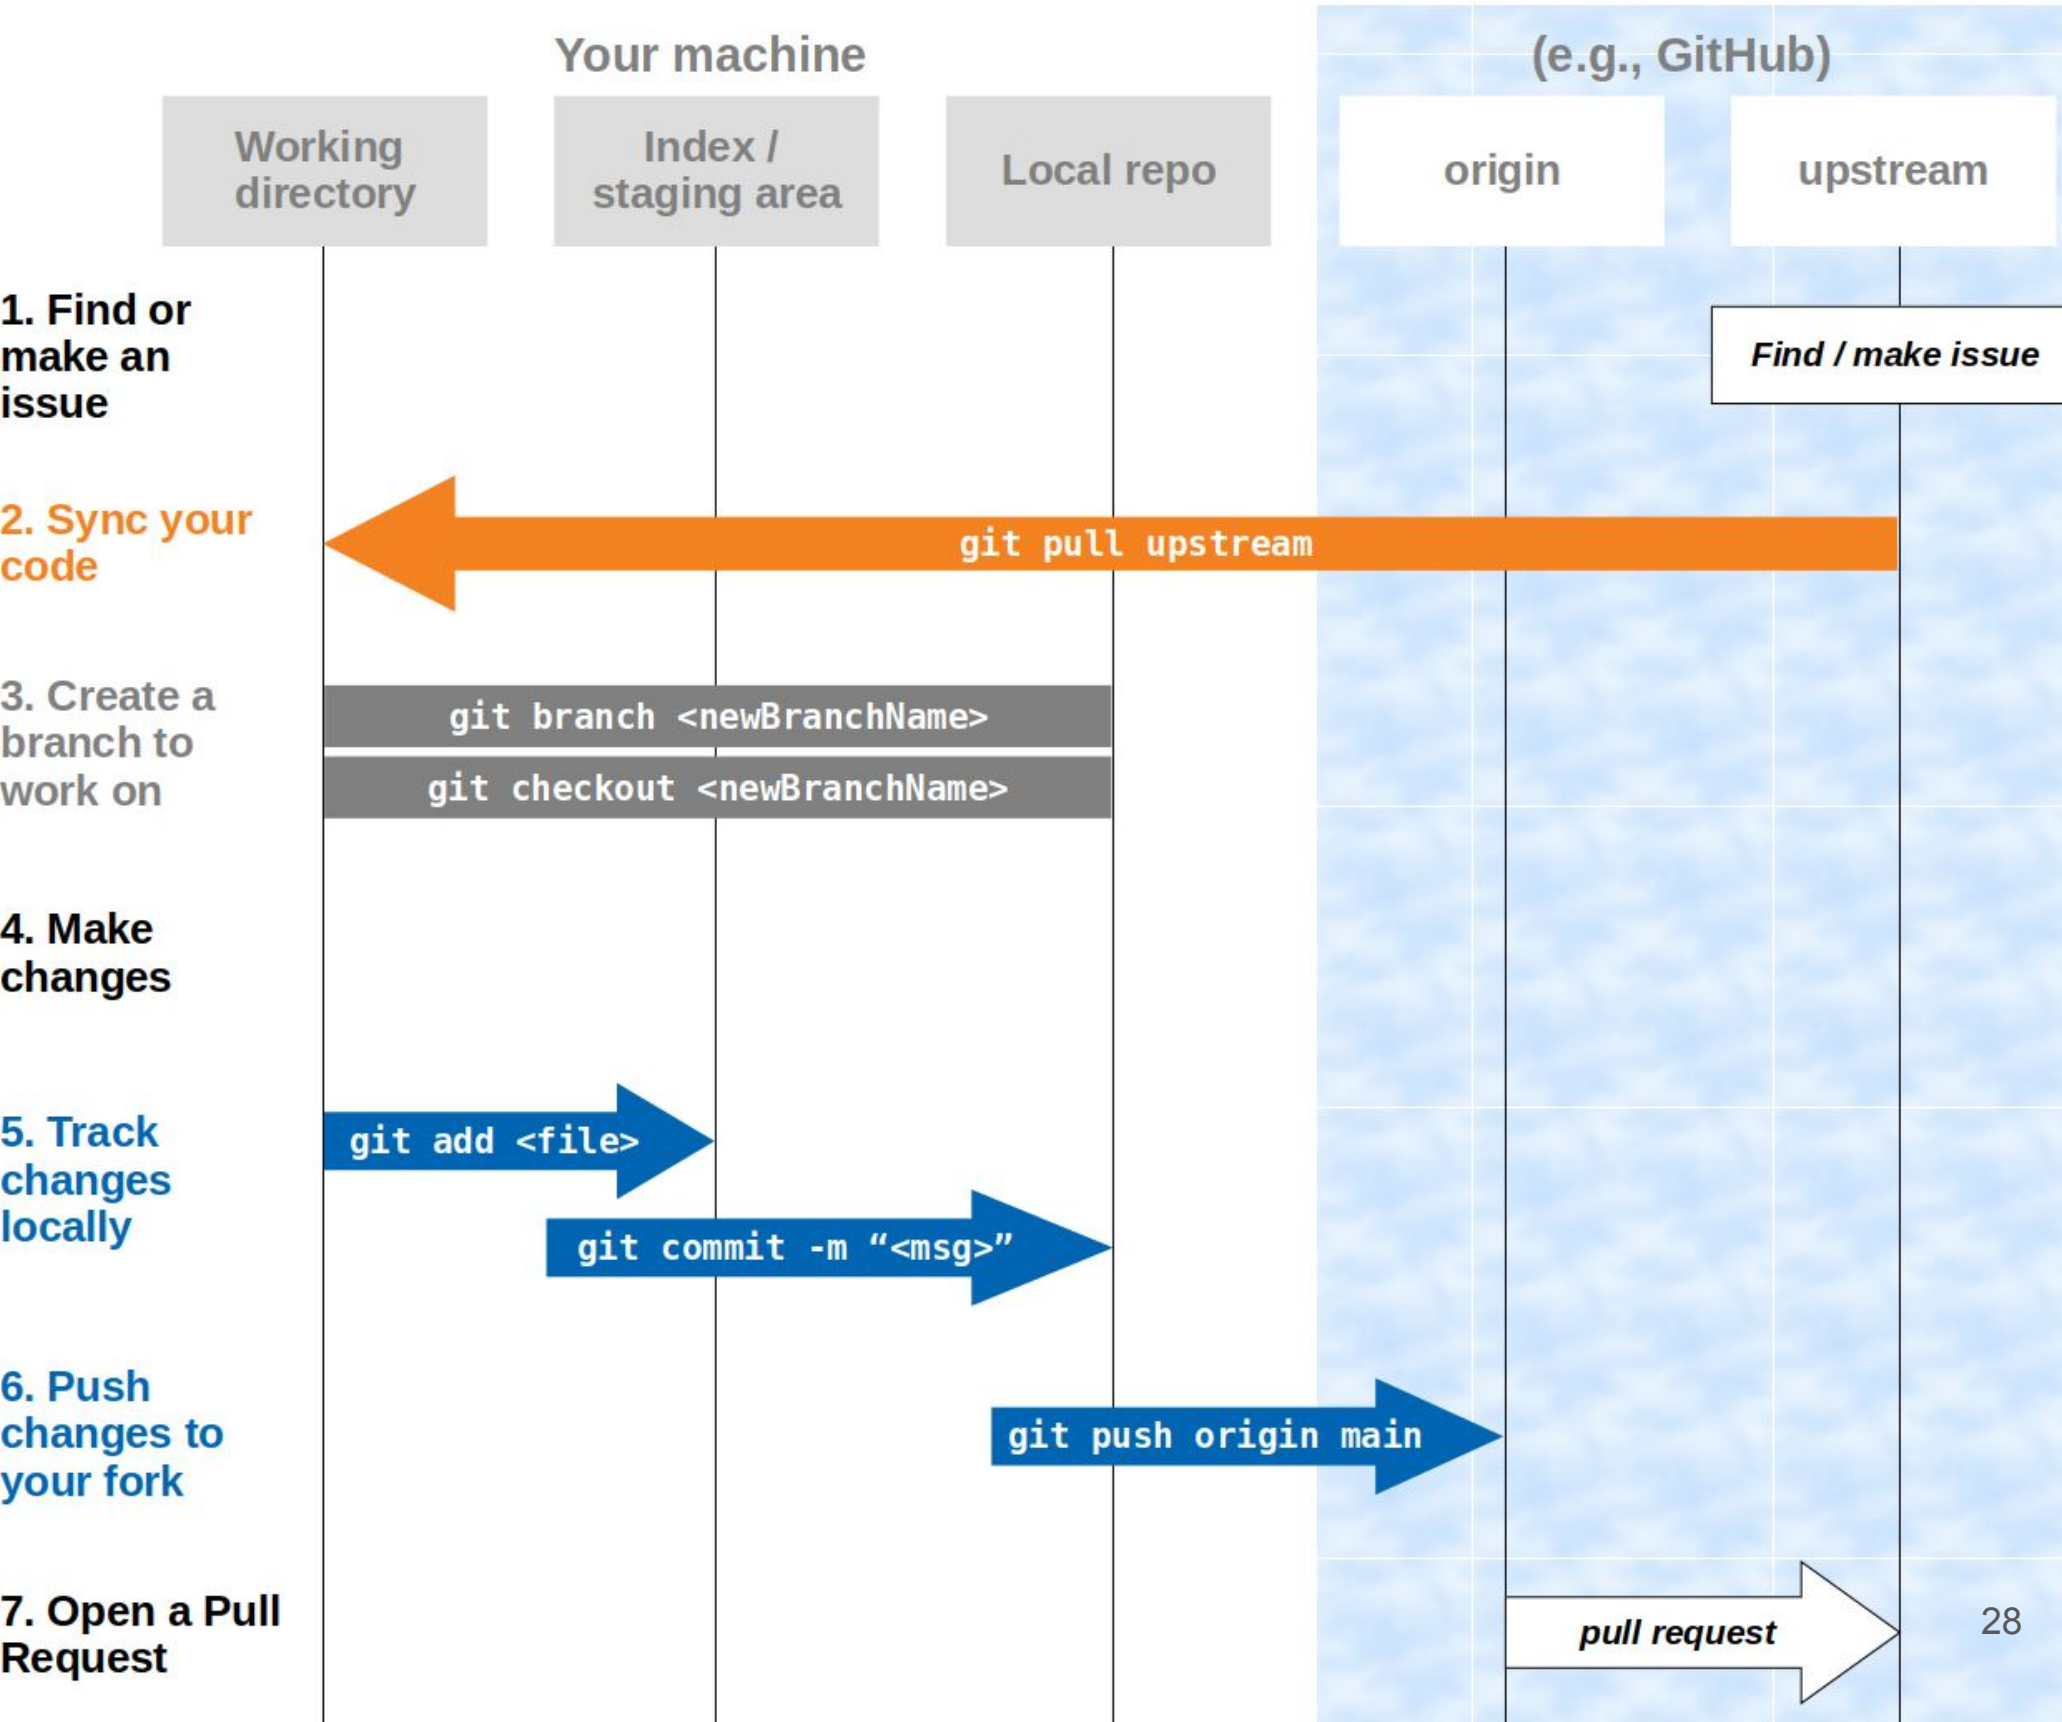 Your machine
(e.g., GitHub)
Working
directory
Index /
staging area
Local repo
origin
upstream
1. Find or
make an
issue
Find / make issue
2. Sync your
code
git pull upstream
3. Create a
branch to
work on
git branch <newBranchName>
git checkout <newBranchName>
4. Make
changes
5. Track
changes
locally
git add <file>
git commit -m “<msg>”
6. Push
changes to
your fork
git push origin main
7. Open a Pull
Request
pull request
28